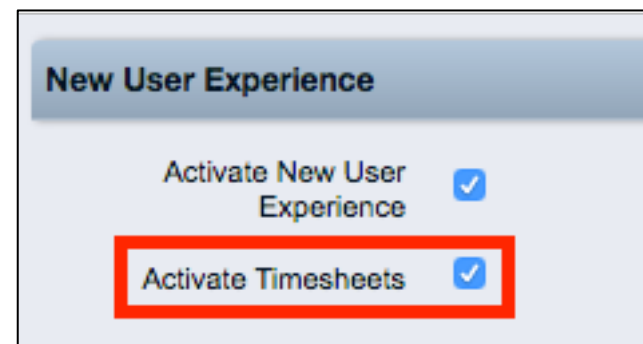 New User Experience
Activate New User
Experience
Activate Timesheets